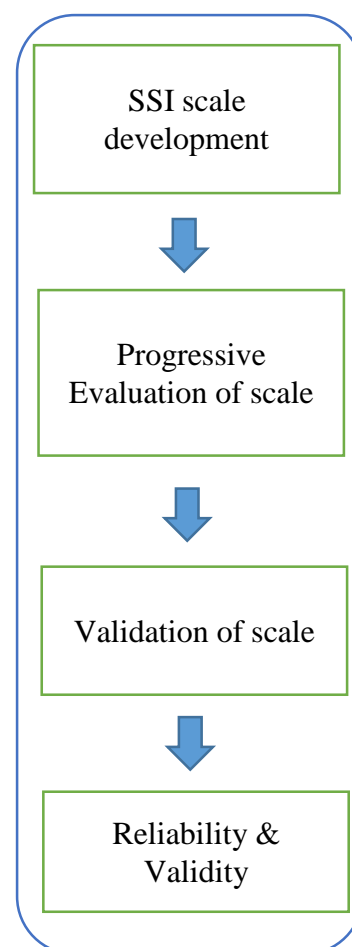 SSI scale
development
Progressive
Evaluation of scale
Validation of scale
Reliability &
Validity